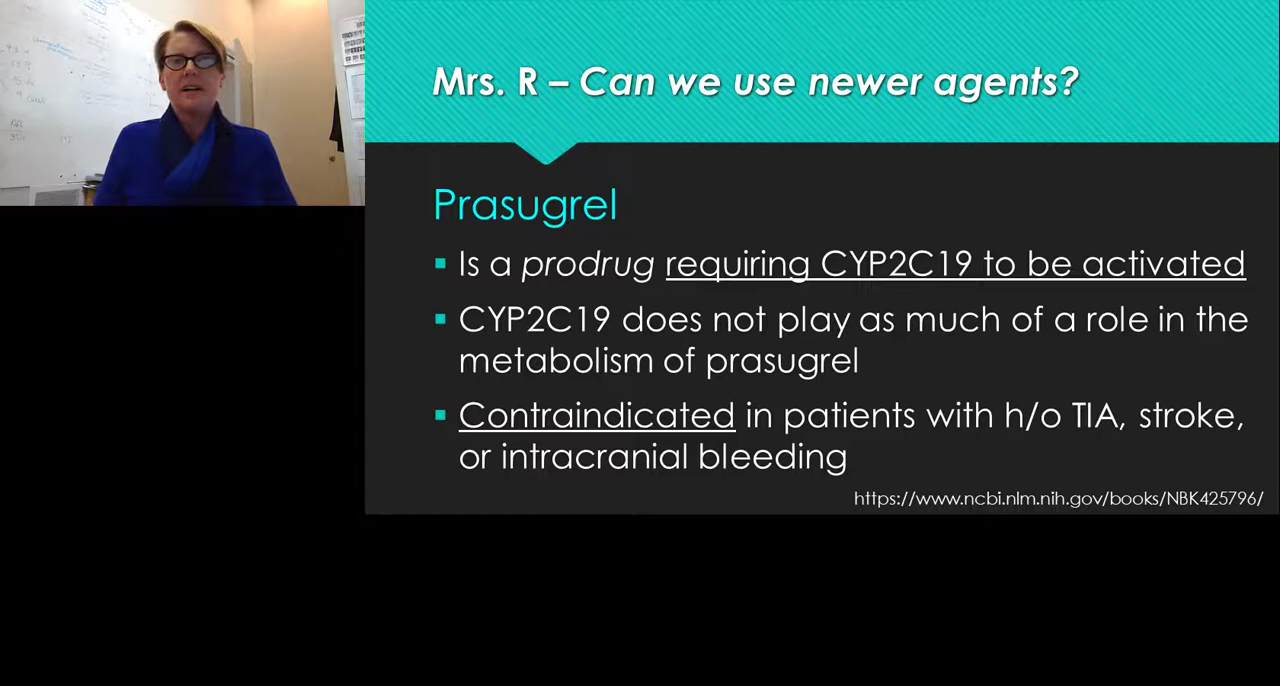 Mrs. R – Can we use newer agents?
Prasugrel
▪ Is a prodrug requiring CYP2C19 to be activated
▪ CYP2C19 does not play as much of a role in the
metabolism of prasugrel
▪ Contraindicated in patients with h/o TIA, stroke,
or intracranial bleeding
https://www.ncbi.nlm.nih.gov/books/NBK425796/